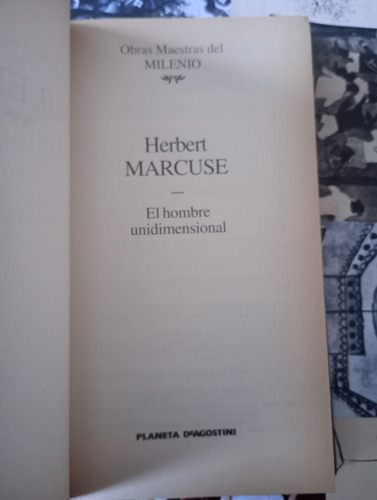 Obras Maestras del
MILENIO
Herbert
MARCUSE
El hombre
unidimensional
PLANETA DeAGOSTINI